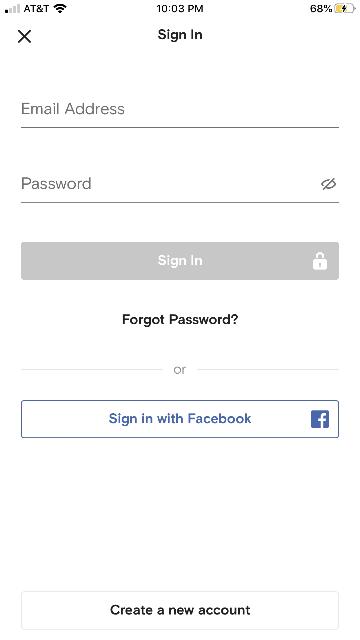 AT&T 10:03 PM 68%
Sign In
Email Address
Password
Sign In
Forgot Password?
or
Sign in with Facebook
Create a new account